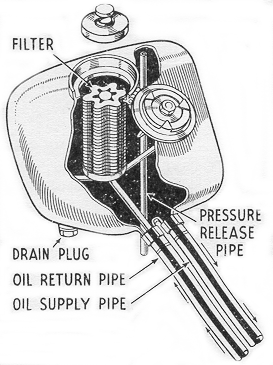 FILTER
PRESSURE
RELEASE
PIPE
DRAIN PLUG
OIL RETURN PIPE
OIL SUPPLY PIPE